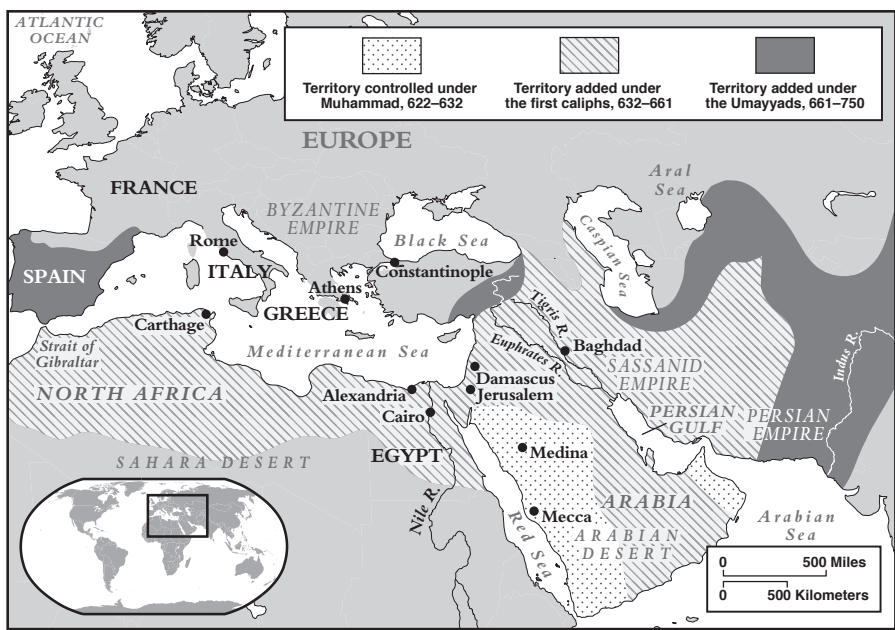 ATLANTIC
OCEAN
Territory controlled under
Muhammad, 622–632
Territory added under
the first caliphs, 632–661
Territory added under
the Umayyads, 661–750
EUROPE
Aral
Sea
FRANCE
BYZANTINE
EMPIRE
Caspian Sea
Black Sea
Rome
ITALY
Constantinople
SPAIN
Athens
GREECE
Carthage
Tigris R.
Strait of
Gibraltar
Mediterranean Sea
Euphrates R.
Baghdad
Indus R.
SASSANID
EMPIRE
NORTH AFRICA
Damascus
Alexandria
Jerusalem
Cairo
PERSIAN
GULF
PERSIAN
EMPIRE
EGYPT
Medina
SAHARA DESERT
Nile R.
Red Sea
Mecca
ARABIA
ARABIAN
DESERT
Arabian
Sea
0 500 Miles
0 500 Kilometers